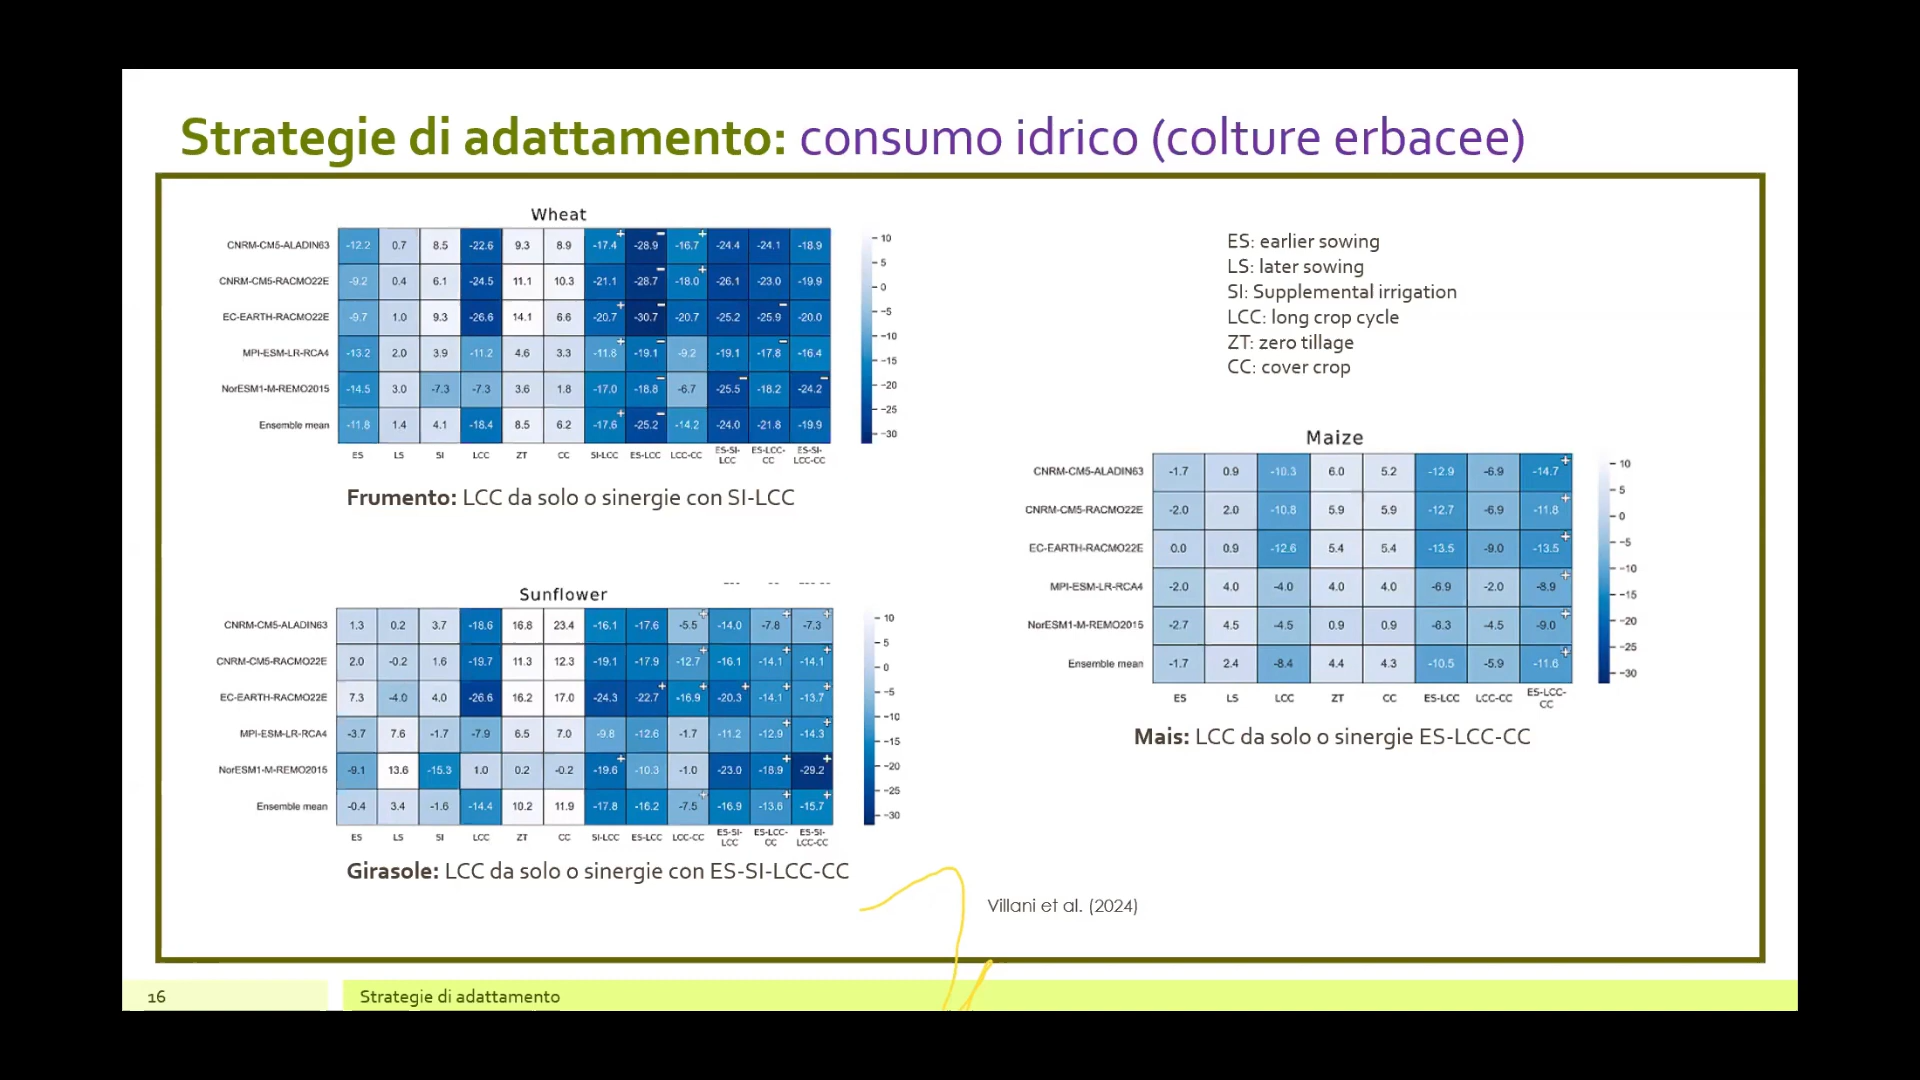 Strategie di adattamento: consumo idrico (colture erbacee)
Wheat
CNRM-CM5-ALADIN63 -12.2 0.7 8.5 -22.6 9.3 8.9 -17.4 + -28.9 - -16.7 + -24.4 -24.1 -18.9
CNRM-CM5-RACMO22E -9.2 0.4 6.1 -24.5 11.1 10.3 -21.1 -28.7 - -18.0 + -26.1 -23.0 -19.9
EC-EARTH-RACMO22E -9.7 1.0 9.3 -26.6 14.1 6.6 -20.7 + -30.7 - -20.7 -25.2 -25.9 - -20.0
MPI-ESM-LR-RCA4 -13.2 2.0 3.9 -11.2 4.6 3.3 -11.8 + -19.1 - -9.2 -19.1 -17.8 - -16.4
NorESM1-M-REMO2015 -14.5 3.0 -7.3 -7.3 3.6 1.8 -17.0 -18.8 - -6.7 -25.5 - -18.2 -24.2 -
Ensemble mean -11.8 1.4 4.1 -18.4 8.5 6.2 -17.6 + -25.2 - -14.2 -24.0 -21.8 -19.9
ES LS SI LCC ZT CC SI-LCC ES-LCC LCC-CC ES-SI-LCC ES-LCC-CC ES-SI-LCC-CC
10
5
0
-5
-10
-15
-20
-25
-30
Frumento: LCC da solo o sinergie con SI-LCC
Sunflower
CNRM-CM5-ALADIN63 1.3 0.2 3.7 -18.6 16.8 23.4 -16.1 -17.6 -5.5 + -14.0 -7.8 + -7.3 +
CNRM-CM5-RACMO22E 2.0 -0.2 1.6 -19.7 11.3 12.3 -19.1 -17.9 -12.7 + -16.1 -14.1 + -14.1 +
EC-EARTH-RACMO22E 7.3 -4.0 4.0 -26.6 16.2 17.0 -24.3 -22.7 + -16.9 + -20.3 + -14.1 + -13.7 +
MPI-ESM-LR-RCA4 -3.7 7.6 -1.7 -7.9 6.5 7.0 -9.8 -12.6 -1.7 -11.2 -12.9 + -14.3 +
NorESM1-M-REMO2015 -9.1 13.6 -15.3 1.0 0.2 -0.2 -19.6 + -10.3 -1.0 -23.0 -18.9 + -29.2 +
Ensemble mean -0.4 3.4 -1.6 -14.4 10.2 11.9 -17.8 -16.2 -7.5 + -16.9 -13.6 + -15.7 +
ES LS SI LCC ZT CC SI-LCC ES-LCC LCC-CC ES-SI-LCC ES-LCC-CC ES-SI-LCC-CC
10
5
0
-5
-10
-15
-20
-25
-30
Girasole: LCC da solo o sinergie con ES-SI-LCC-CC
ES: earlier sowing
LS: later sowing
SI: Supplemental irrigation
LCC: long crop cycle
ZT: zero tillage
CC: cover crop
Maize
CNRM-CM5-ALADIN63 -1.7 0.9 -10.3 6.0 5.2 -12.9 -6.9 -14.7 +
CNRM-CM5-RACMO22E -2.0 2.0 -10.8 5.9 5.9 -12.7 -6.9 -11.8 +
EC-EARTH-RACMO22E 0.0 0.9 -12.6 5.4 5.4 -13.5 -9.0 -13.5 +
MPI-ESM-LR-RCA4 -2.0 4.0 -4.0 4.0 4.0 -6.9 -2.0 -8.9 +
NorESM1-M-REMO2015 -2.7 4.5 -4.5 0.9 0.9 -6.3 -4.5 -9.0 +
Ensemble mean -1.7 2.4 -8.4 4.4 4.3 -10.5 -5.9 -11.6 +
ES LS LCC ZT CC ES-LCC LCC-CC ES-LCC-CC
10
5
0
-5
-10
-15
-20
-25
-30
Mais: LCC da solo o sinergie ES-LCC-CC
Villani et al. (2024)
16
Strategie di adattamento